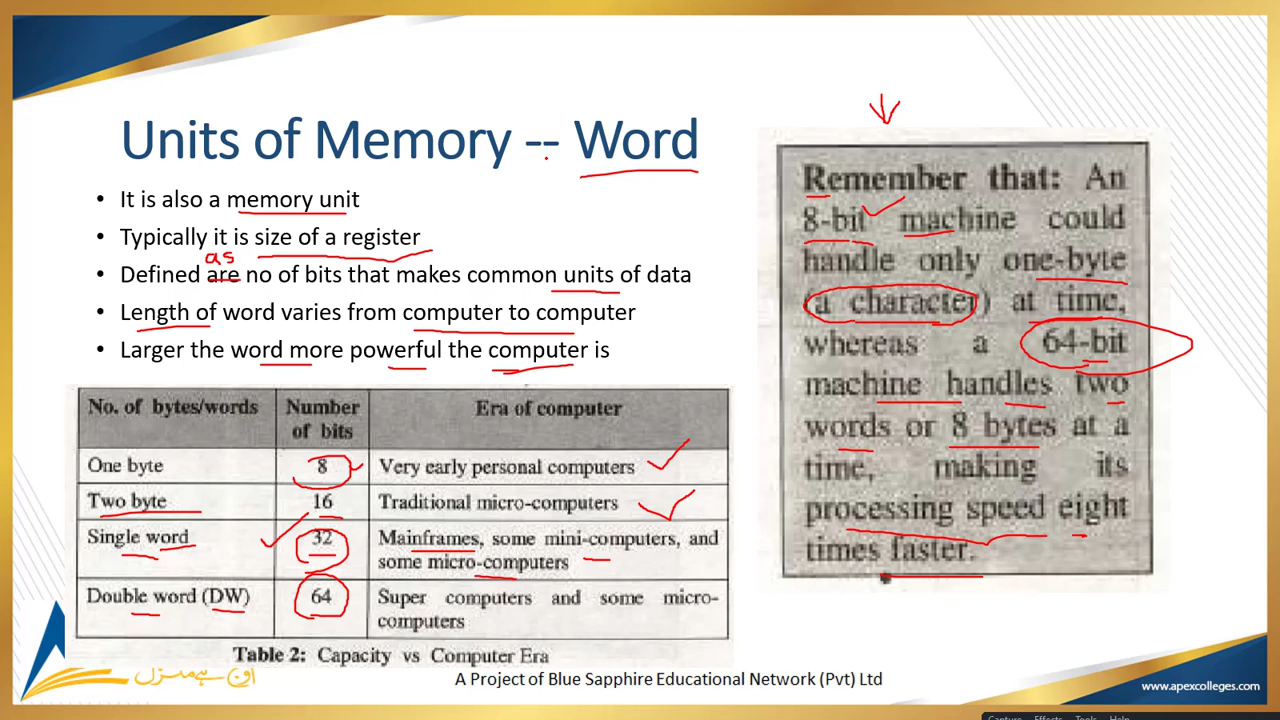 Units of Memory -- Word
• It is also a memory unit
• Typically it is size of a register
as
• Defined are no of bits that makes common units of data
• Length of word varies from computer to computer
• Larger the word more powerful the computer is
No. of bytes/words Number of bits Era of computer
One byte 8 Very early personal computers
Two byte 16 Traditional micro-computers
Single word 32 Mainframes, some mini-computers, and
some micro-computers
Double word (DW) 64 Super computers and some micro-
computers
Table 2: Capacity vs Computer Era
Remember that: An
8-bit machine could
handle only one-byte
(a character) at time,
whereas a 64-bit
machine handles two
words or 8 bytes at a
time, making its
processing speed eight
times faster.
A Project of Blue Sapphire Educational Network (Pvt) Ltd
www.apexcolleges.com
Capture Effects Tools Help